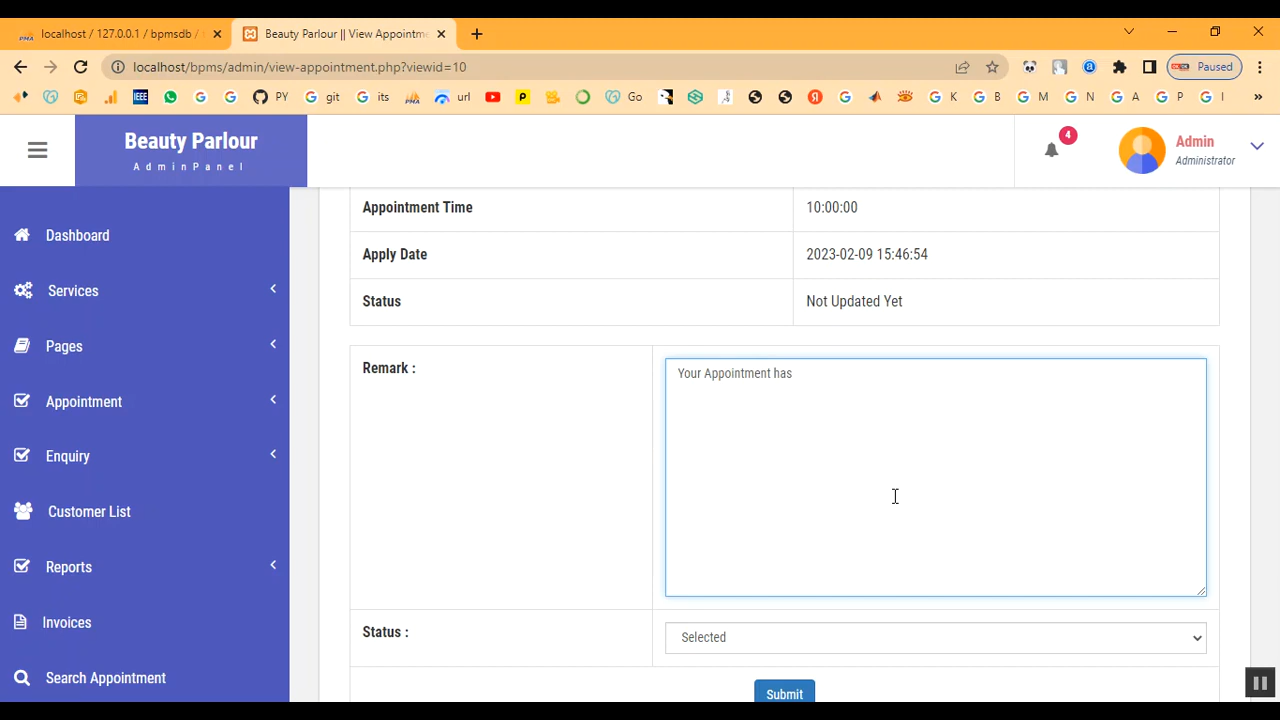 localhost / 127.0.0.1 / bpmsdb /
Beauty Parlour || View Appointme
localhost/bpms/admin/view-appointment.php?viewid=10
Paused
IEEE
PY
git
its
PMA
url
Go
K
B
M
N
A
P
I
»
Beauty Parlour
AdminPanel
4
Admin
Administrator
Dashboard
Services
Pages
Appointment
Enquiry
Customer List
Reports
Invoices
Search Appointment
Appointment Time
10:00:00
Apply Date
2023-02-09 15:46:54
Status
Not Updated Yet
Remark :
Your Appointment has
Status :
Selected
Submit